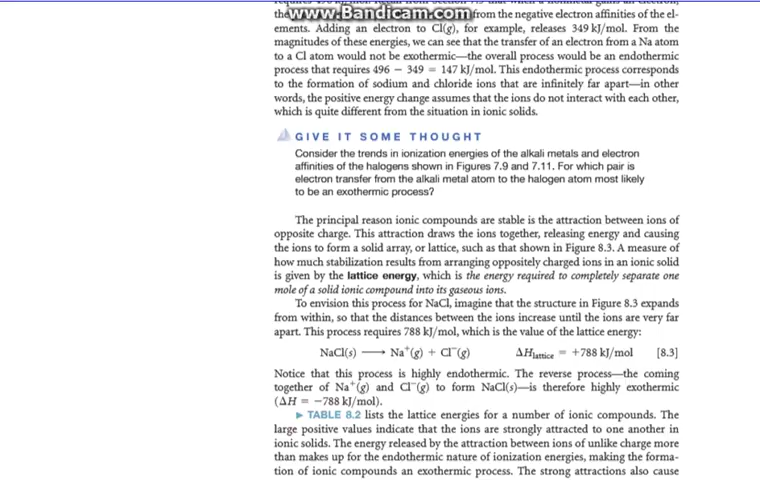 www.Bandicam.com
the from the negative electron affinities of the el-
ements. Adding an electron to Cl(g), for example, releases 349 kJ/mol. From the
magnitudes of these energies, we can see that the transfer of an electron from a Na atom
to a Cl atom would not be exothermic—the overall process would be an endothermic
process that requires 496 − 349 = 147 kJ/mol. This endothermic process corresponds
to the formation of sodium and chloride ions that are infinitely far apart—in other
words, the positive energy change assumes that the ions do not interact with each other,
which is quite different from the situation in ionic solids.
GIVE IT SOME THOUGHT
Consider the trends in ionization energies of the alkali metals and electron
affinities of the halogens shown in Figures 7.9 and 7.11. For which pair is
electron transfer from the alkali metal atom to the halogen atom most likely
to be an exothermic process?
The principal reason ionic compounds are stable is the attraction between ions of
opposite charge. This attraction draws the ions together, releasing energy and causing
the ions to form a solid array, or lattice, such as that shown in Figure 8.3. A measure of
how much stabilization results from arranging oppositely charged ions in an ionic solid
is given by the lattice energy, which is the energy required to completely separate one
mole of a solid ionic compound into its gaseous ions.
To envision this process for NaCl, imagine that the structure in Figure 8.3 expands
from within, so that the distances between the ions increase until the ions are very far
apart. This process requires 788 kJ/mol, which is the value of the lattice energy:
NaCl(s) ⟶ Na⁺(g) + Cl⁻(g) ΔHlattice = +788 kJ/mol [8.3]
Notice that this process is highly endothermic. The reverse process—the coming
together of Na⁺(g) and Cl⁻(g) to form NaCl(s)—is therefore highly exothermic
(ΔH = −788 kJ/mol).
► TABLE 8.2 lists the lattice energies for a number of ionic compounds. The
large positive values indicate that the ions are strongly attracted to one another in
ionic solids. The energy released by the attraction between ions of unlike charge more
than makes up for the endothermic nature of ionization energies, making the forma-
tion of ionic compounds an exothermic process. The strong attractions also cause